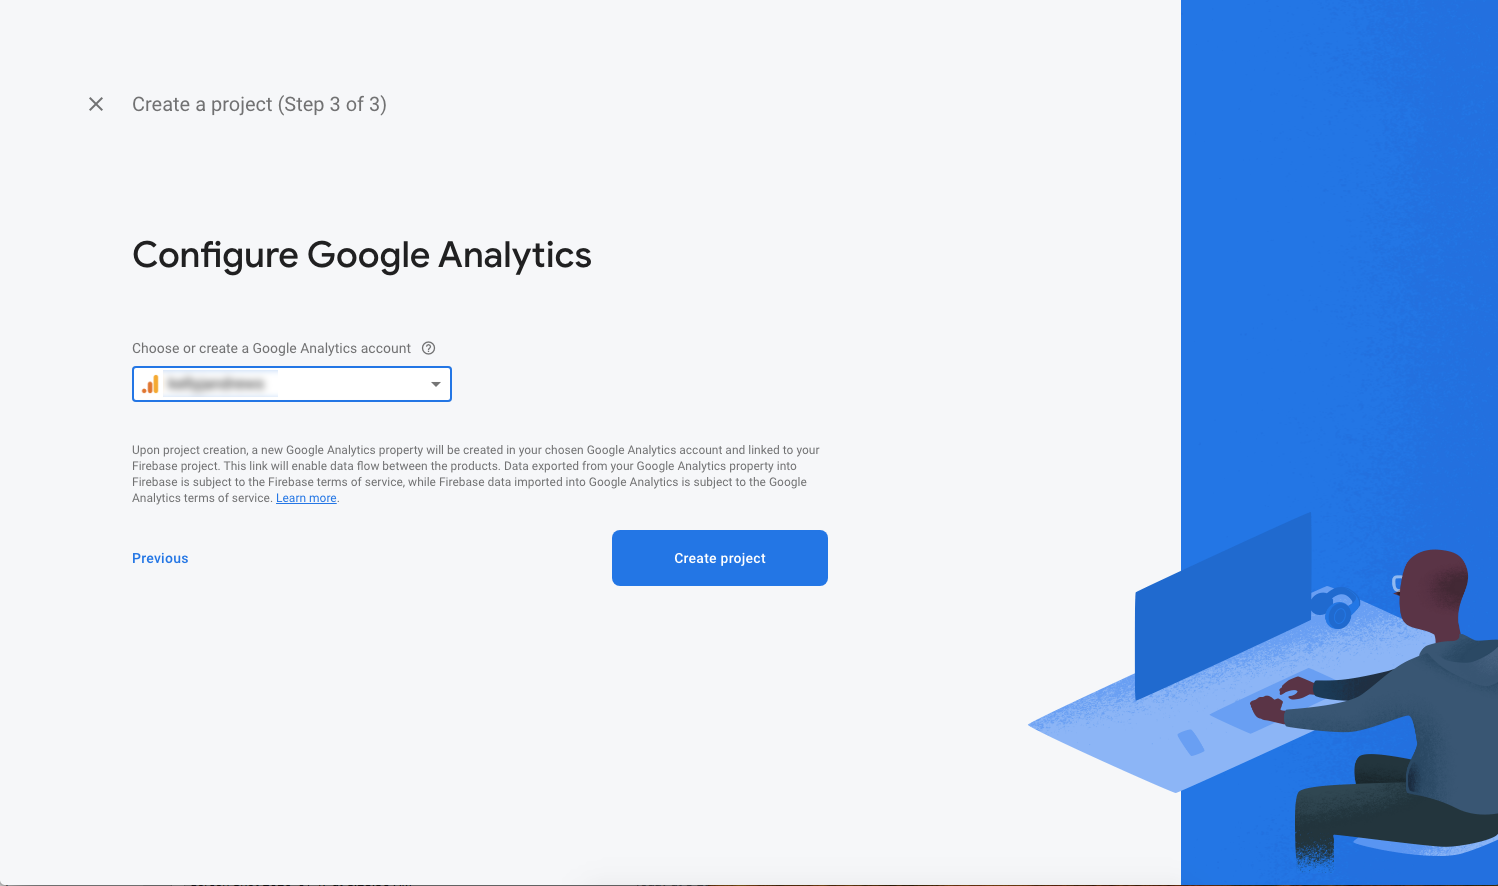 Create a project (Step 3 of 3)
Configure Google Analytics
Choose or create a Google Analytics account
Upon project creation, a new Google Analytics property will be created in your chosen Google Analytics account and linked to your
Firebase project. This link will enable data flow between the products. Data exported from your Google Analytics property into
Firebase is subject to the Firebase terms of service, while Firebase data imported into Google Analytics is subject to the Google
Analytics terms of service. Learn more.
Previous
Create project